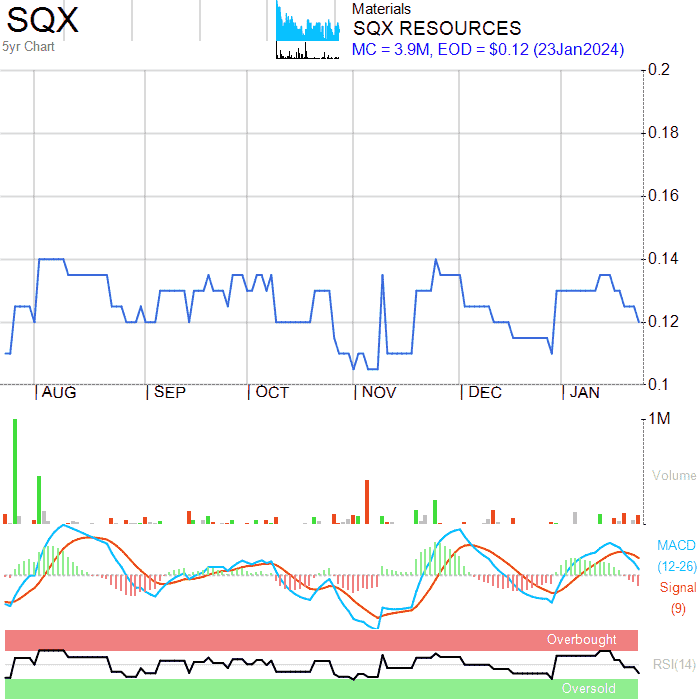 SQX
5yr Chart
Materials
SQX RESOURCES
MC = 3.9M, EOD = $0.12 (23Jan2024)
0.2
0.18
0.16
0.14
0.12
0.1
AUG SEP OCT NOV DEC JAN
1M
Volume
MACD
(12-26)
Signal
(9)
Overbought
RSI(14)
Oversold